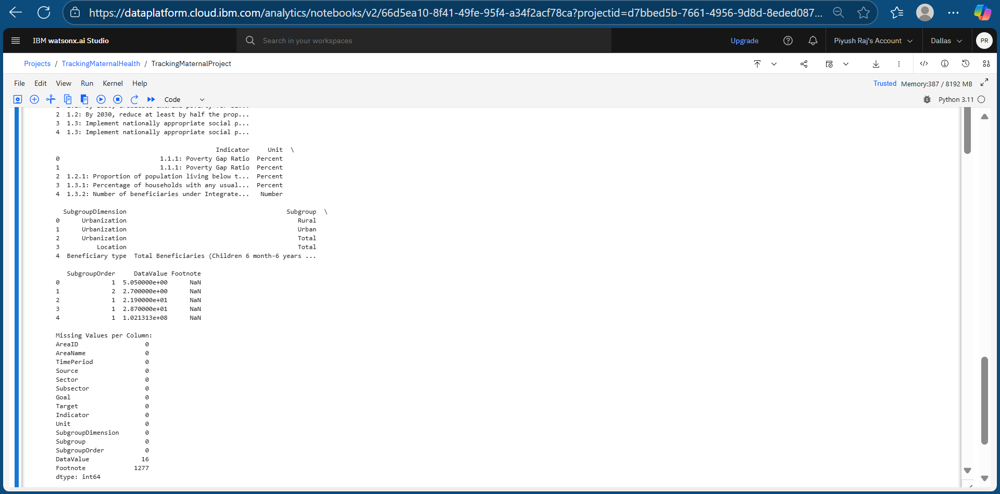 https://dataplatform.cloud.ibm.com/analytics/notebooks/v2/66d5ea10-8f41-49fe-95f4-a34f2acf78ca?projectid=d7bbed5b-7661-4956-9d8d-8eded087...
IBM watsonx.ai Studio
Search in your workspaces
Upgrade
Piyush Raj's Account
Dallas
PR
Projects / TrackingMaternalHealth / TrackingMaternalProject
File Edit View Run Kernel Help
Trusted Memory:387 / 8192 MB
Code
Python 3.11
2 1.2: By 2030, reduce at least by half the prop...
3 1.3: Implement nationally appropriate social p...
4 1.3: Implement nationally appropriate social p...
Indicator Unit \
0 1.1.1: Poverty Gap Ratio Percent
1 1.1.1: Poverty Gap Ratio Percent
2 1.2.1: Proportion of population living below t... Percent
3 1.3.1: Percentage of households with any usual... Percent
4 1.3.2: Number of beneficiaries under Integrate... Number
SubgroupDimension Subgroup \
0 Urbanization Rural
1 Urbanization Urban
2 Urbanization Total
3 Location Total
4 Beneficiary type Total Beneficiaries (Children 6 month-6 years ...
SubgroupOrder DataValue Footnote
0 1 5.050000e+00 NaN
1 2 2.700000e+00 NaN
2 1 2.190000e+01 NaN
3 1 2.870000e+01 NaN
4 1 1.021313e+08 NaN
Missing Values per Column:
AreaID 0
AreaName 0
TimePeriod 0
Source 0
Sector 0
Subsector 0
Goal 0
Target 0
Indicator 0
Unit 0
SubgroupDimension 0
Subgroup 0
SubgroupOrder 0
DataValue 16
Footnote 1277
dtype: int64